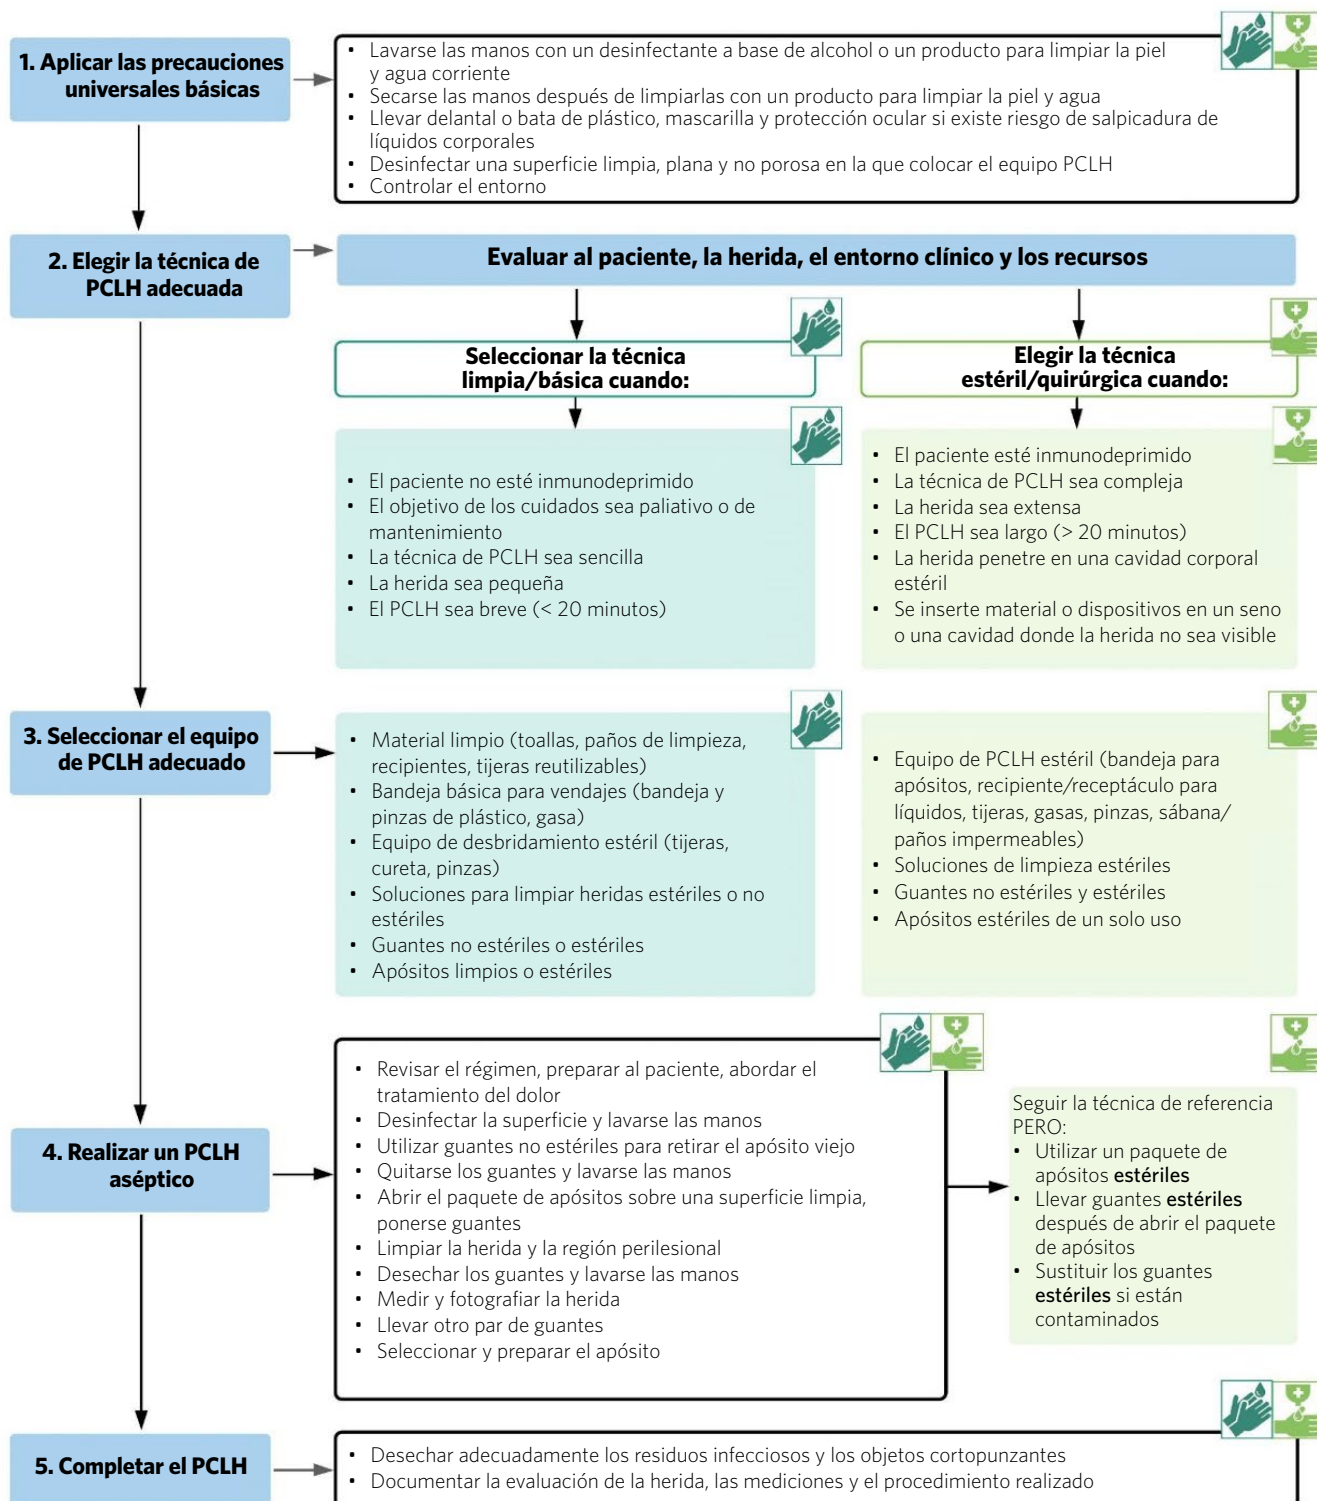 1. Aplicar las precauciones
universales básicas
• Lavarse las manos con un desinfectante a base de alcohol o un producto para limpiar la piel
y agua corriente
• Secarse las manos después de limpiarlas con un producto para limpiar la piel y agua
• Llevar delantal o bata de plástico, mascarilla y protección ocular si existe riesgo de salpicadura de
líquidos corporales
• Desinfectar una superficie limpia, plana y no porosa en la que colocar el equipo PCLH
• Controlar el entorno
2. Elegir la técnica de
PCLH adecuada
Evaluar al paciente, la herida, el entorno clínico y los recursos
Seleccionar la técnica
limpia/básica cuando:
• El paciente no esté inmunodeprimido
• El objetivo de los cuidados sea paliativo o de
mantenimiento
• La técnica de PCLH sea sencilla
• La herida sea pequeña
• El PCLH sea breve (< 20 minutos)
Elegir la técnica
estéril/quirúrgica cuando:
• El paciente esté inmunodeprimido
• La técnica de PCLH sea compleja
• La herida sea extensa
• El PCLH sea largo (> 20 minutos)
• La herida penetre en una cavidad corporal
estéril
• Se inserte material o dispositivos en un seno
o una cavidad donde la herida no sea visible
3. Seleccionar el equipo
de PCLH adecuado
• Material limpio (toallas, paños de limpieza,
recipientes, tijeras reutilizables)
• Bandeja básica para vendajes (bandeja y
pinzas de plástico, gasa)
• Equipo de desbridamiento estéril (tijeras,
cureta, pinzas)
• Soluciones para limpiar heridas estériles o no
estériles
• Guantes no estériles o estériles
• Apósitos limpios o estériles
• Equipo de PCLH estéril (bandeja para
apósitos, recipiente/receptáculo para
líquidos, tijeras, gasas, pinzas, sábana/
paños impermeables)
• Soluciones de limpieza estériles
• Guantes no estériles y estériles
• Apósitos estériles de un solo uso
4. Realizar un PCLH
aséptico
• Revisar el régimen, preparar al paciente, abordar el
tratamiento del dolor
• Desinfectar la superficie y lavarse las manos
• Utilizar guantes no estériles para retirar el apósito viejo
• Quitarse los guantes y lavarse las manos
• Abrir el paquete de apósitos sobre una superficie limpia,
ponerse guantes
• Limpiar la herida y la región perilesional
• Desechar los guantes y lavarse las manos
• Medir y fotografiar la herida
• Llevar otro par de guantes
• Seleccionar y preparar el apósito
Seguir la técnica de referencia
PERO:
• Utilizar un paquete de
apósitos estériles
• Llevar guantes estériles
después de abrir el paquete
de apósitos
• Sustituir los guantes
estériles si están
contaminados
5. Completar el PCLH
• Desechar adecuadamente los residuos infecciosos y los objetos cortopunzantes
• Documentar la evaluación de la herida, las mediciones y el procedimiento realizado